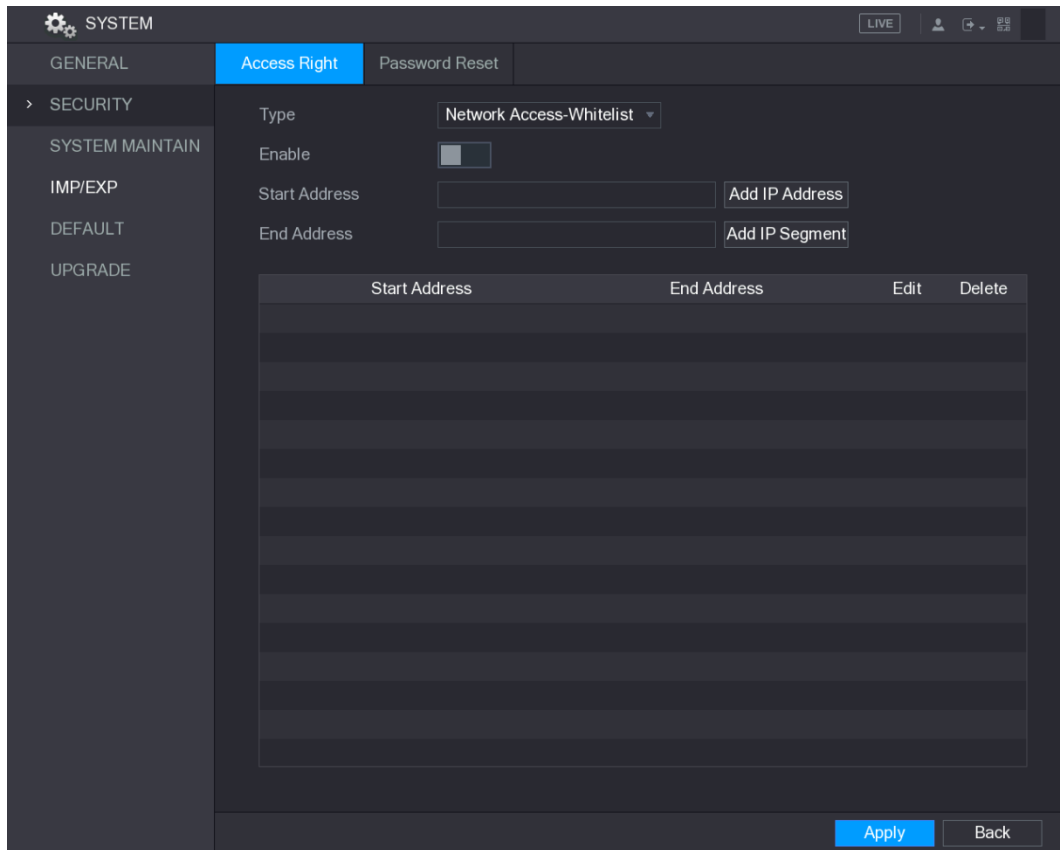 SYSTEM
LIVE
GENERAL
Access Right
Password Reset
SECURITY
SYSTEM MAINTAIN
IMP/EXP
DEFAULT
UPGRADE
Type
Network Access-Whitelist
Enable
Start Address
Add IP Address
End Address
Add IP Segment
Start Address End Address Edit Delete
Apply
Back